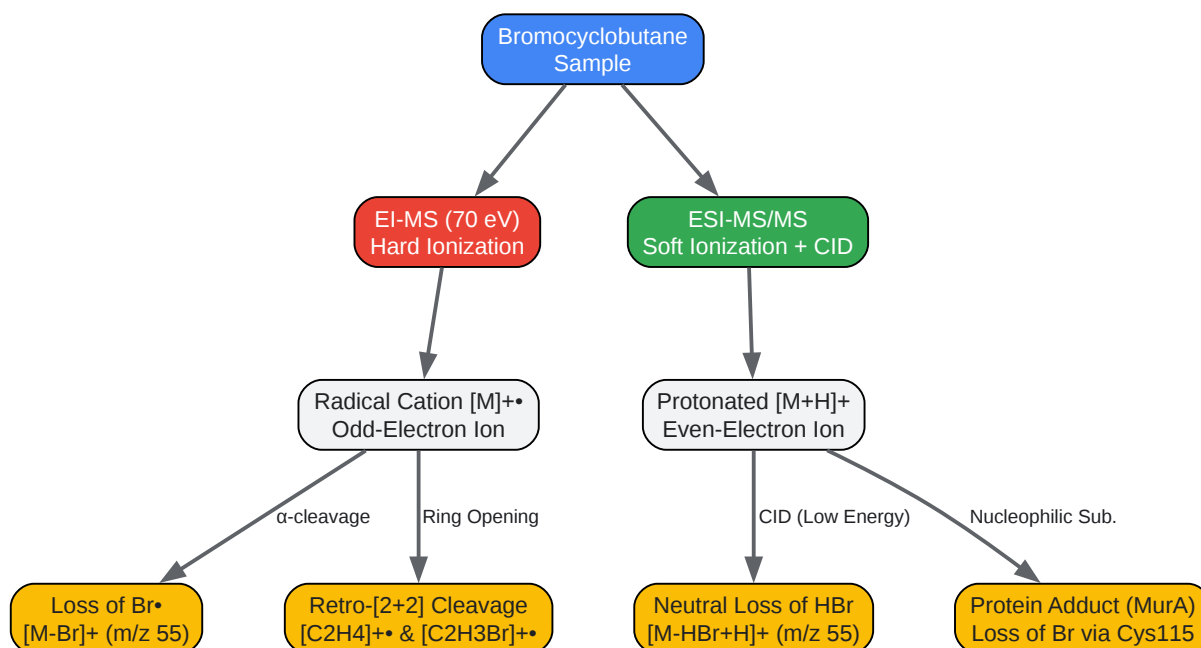 Bromocyclobutane
Sample
EI-MS (70 eV)
Hard Ionization
ESI-MS/MS
Soft Ionization + CID
Radical Cation [M]+•
Odd-Electron Ion
Protonated [M+H]+
Even-Electron Ion
α-cleavage
Ring Opening
CID (Low Energy)
Nucleophilic Sub.
Loss of Br•
[M-Br]+ (m/z 55)
Retro-[2+2] Cleavage
[C2H4]+• & [C2H3Br]+•
Neutral Loss of HBr
[M-HBr+H]+ (m/z 55)
Protein Adduct (MurA)
Loss of Br via Cys115